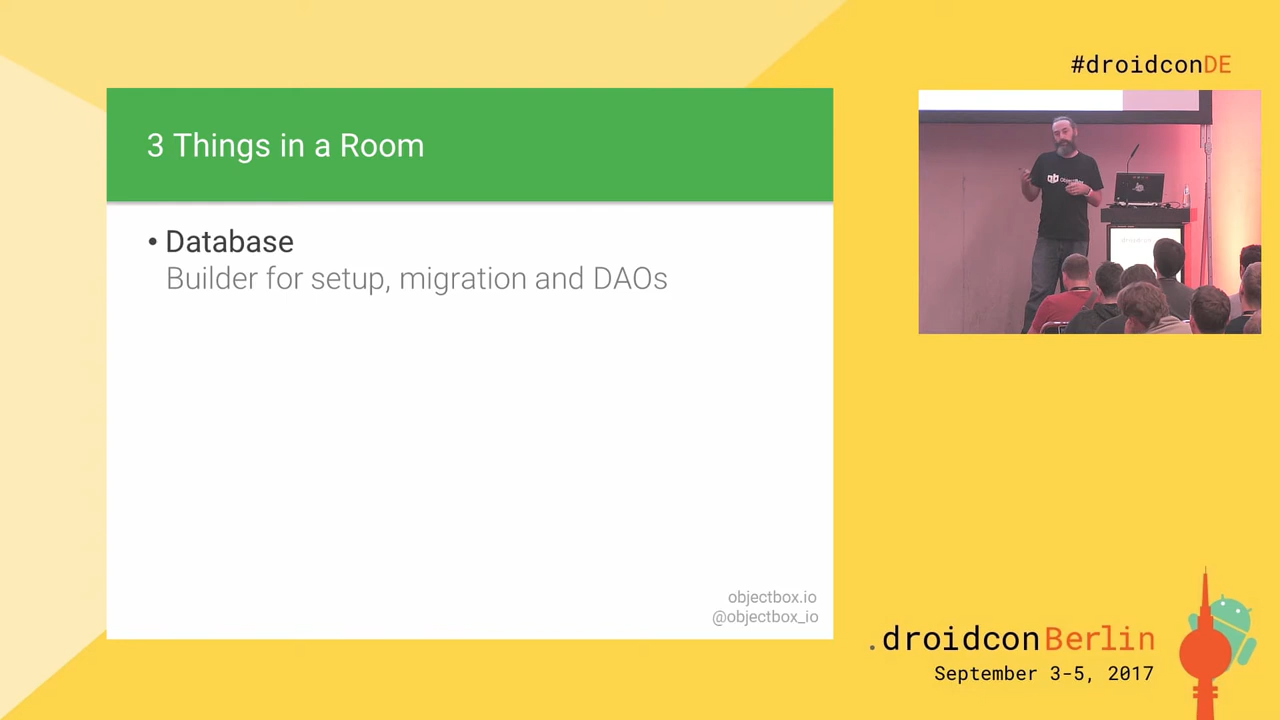 #droidconDE
3 Things in a Room
• Database
Builder for setup, migration and DAOs
objectbox.io
@objectbox_io
.droidconBerlin
September 3-5, 2017